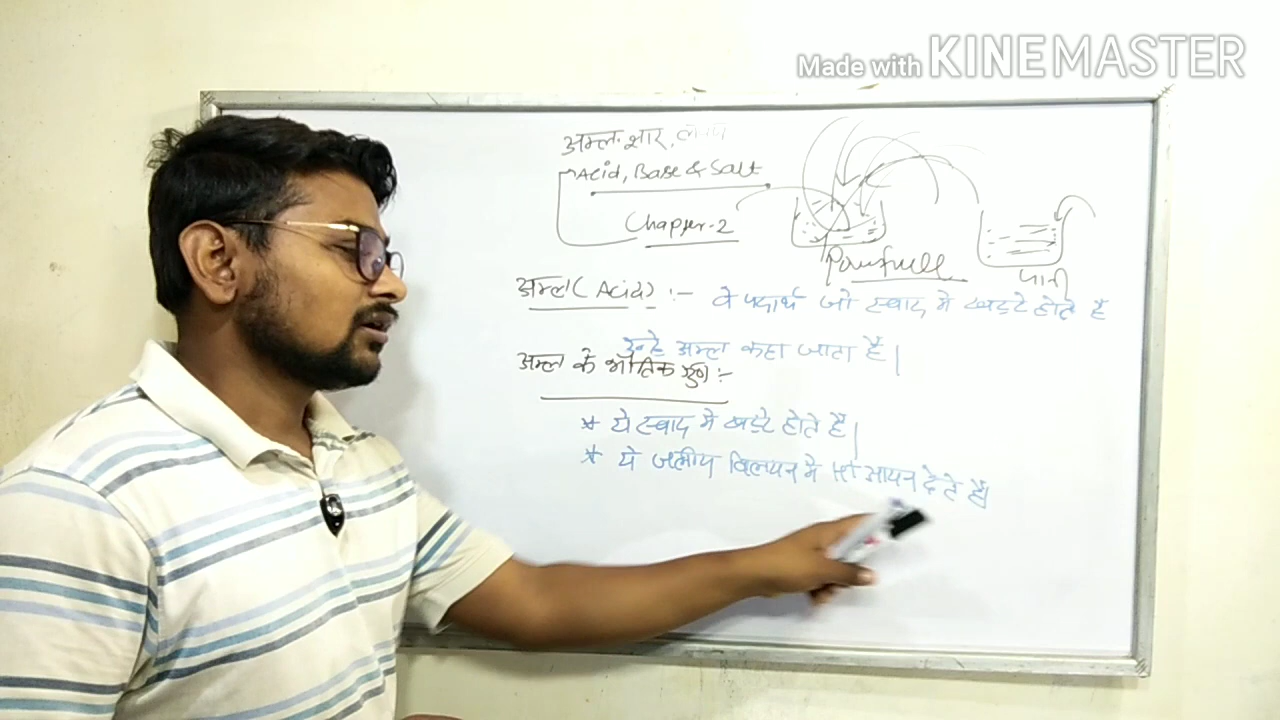 Made with KINEMASTER
अम्ल, क्षार, लवण
Acid, Base & Salt
Chapter-2
Powrfull
पानी
अम्ल (Acid) :- वे पदार्थ जो स्वाद मे खट्टे होते है
उन्हे अम्ल कहा जाता है।
अम्ल के भौतिक गुण :-
* ये स्वाद मे खट्टे होते हैं।
* ये जलीय विलयन मे H⁺ आयन देते हैं।